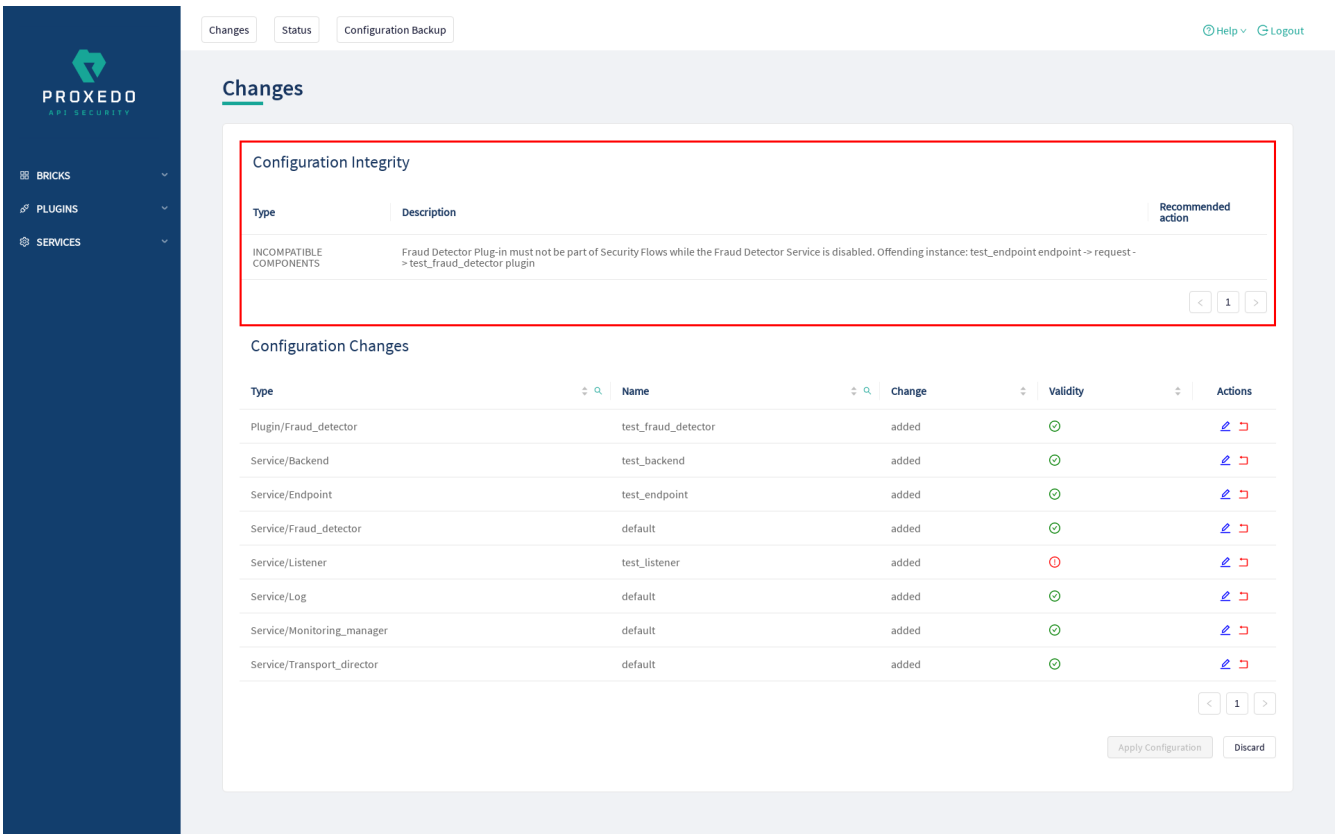 Changes Status Configuration Backup Help Logout
PROXEDO
API SECURITY
BRICKS
PLUGINS
SERVICES
Changes
Configuration Integrity
Type Description Recommended action
INCOMPATIBLE COMPONENTS Fraud Detector Plug-in must not be part of Security Flows while the Fraud Detector Service is disabled. Offending instance: test_endpoint endpoint -> request -
> test_fraud_detector plugin
< 1 >
Configuration Changes
Type Name Change Validity Actions
Plugin/Fraud_detector test_fraud_detector added
Service/Backend test_backend added
Service/Endpoint test_endpoint added
Service/Fraud_detector default added
Service/Listener test_listener added
Service/Log default added
Service/Monitoring_manager default added
Service/Transport_director default added
< 1 >
Apply Configuration Discard